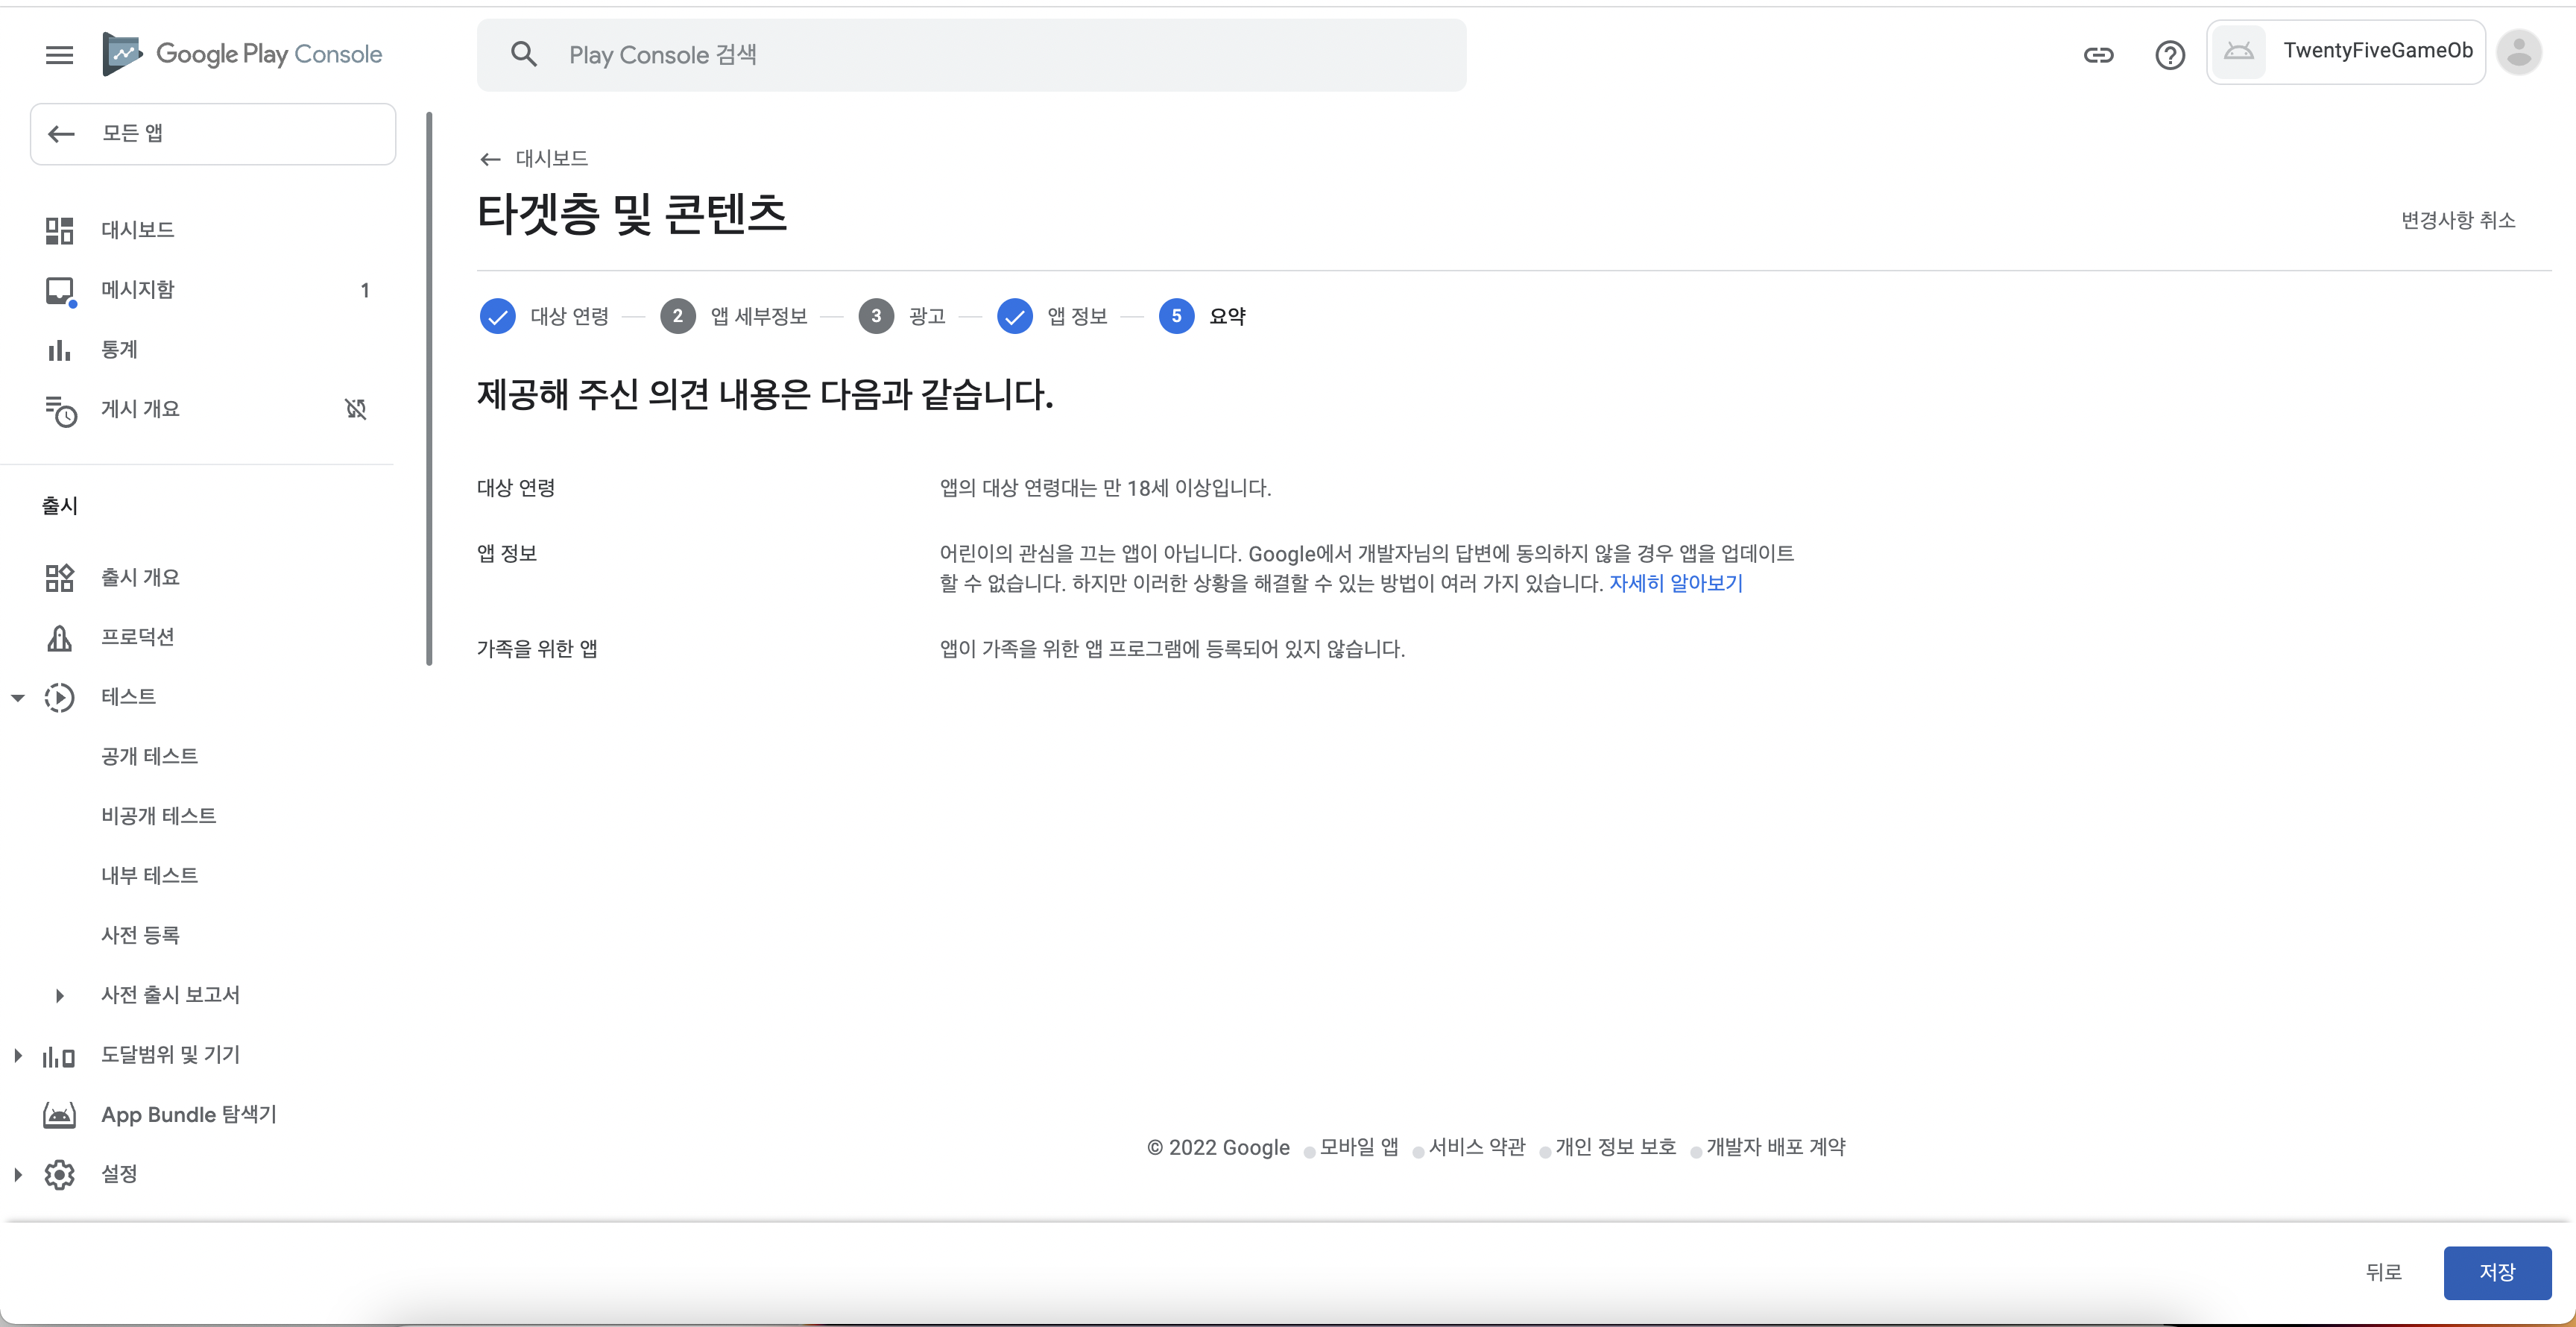 Google Play Console
Play Console 검색
TwentyFiveGameOb
모든 앱
대시보드
메시지함 1
통계
게시 개요
출시
출시 개요
프로덕션
테스트
공개 테스트
비공개 테스트
내부 테스트
사전 등록
사전 출시 보고서
도달범위 및 기기
App Bundle 탐색기
설정
대시보드
타겟층 및 콘텐츠
변경사항 취소
대상 연령 2 앱 세부정보 3 광고 앱 정보 5 요약
제공해 주신 의견 내용은 다음과 같습니다.
대상 연령 앱의 대상 연령대는 만 18세 이상입니다.
앱 정보 어린이의 관심을 끄는 앱이 아닙니다. Google에서 개발자님의 답변에 동의하지 않을 경우 앱을 업데이트
할 수 없습니다. 하지만 이러한 상황을 해결할 수 있는 방법이 여러 가지 있습니다. 자세히 알아보기
가족을 위한 앱 앱이 가족을 위한 앱 프로그램에 등록되어 있지 않습니다.
© 2022 Google 모바일 앱 서비스 약관 개인 정보 보호 개발자 배포 계약
뒤로 저장